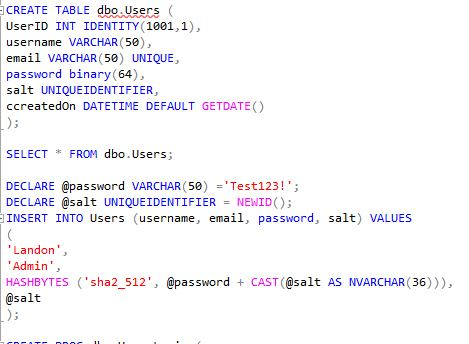 CREATE TABLE dbo.Users (
UserID INT IDENTITY(1001,1),
username VARCHAR(50),
email VARCHAR(50) UNIQUE,
password binary(64),
salt UNIQUEIDENTIFIER,
ccreatedOn DATETIME DEFAULT GETDATE()
);
SELECT * FROM dbo.Users;
DECLARE @password VARCHAR(50) ='Test123!';
DECLARE @salt UNIQUEIDENTIFIER = NEWID();
INSERT INTO Users (username, email, password, salt) VALUES
(
'Landon',
'Admin',
HASHBYTES ('sha2_512', @password + CAST(@salt AS NVARCHAR(36))),
@salt
);